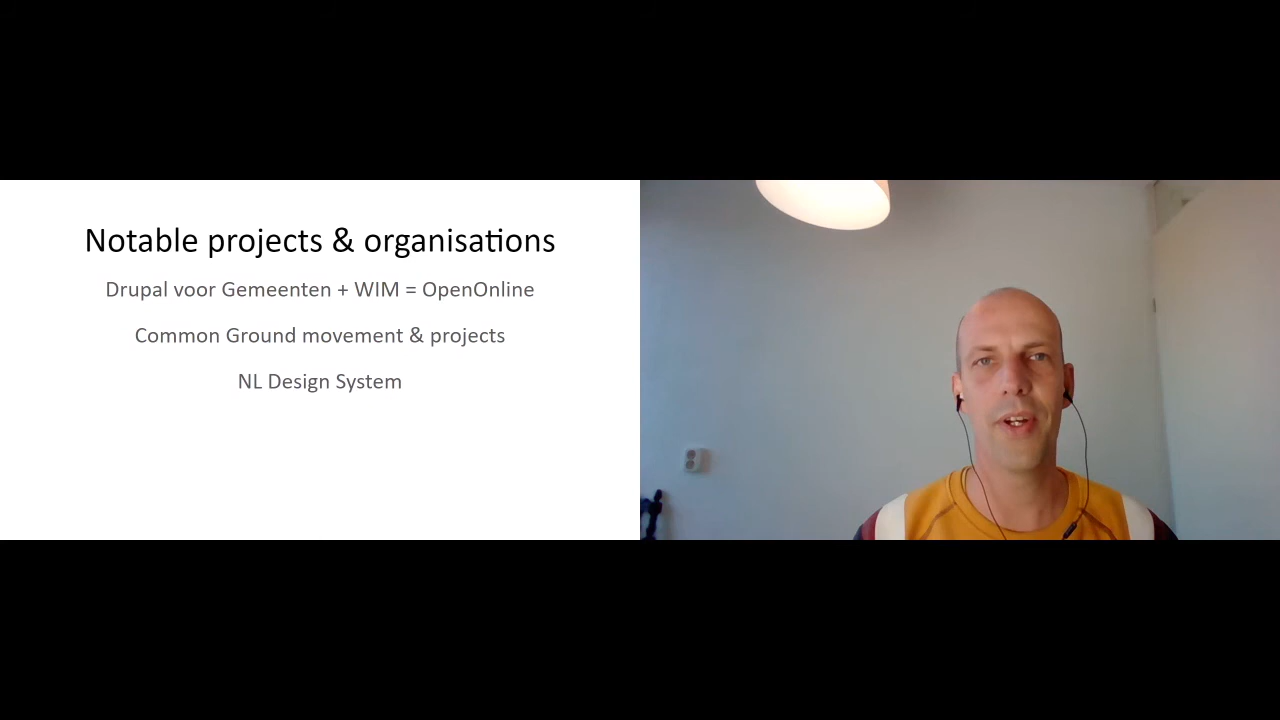 Notable projects & organisations
Drupal voor Gemeenten + WIM = OpenOnline
Common Ground movement & projects
NL Design System